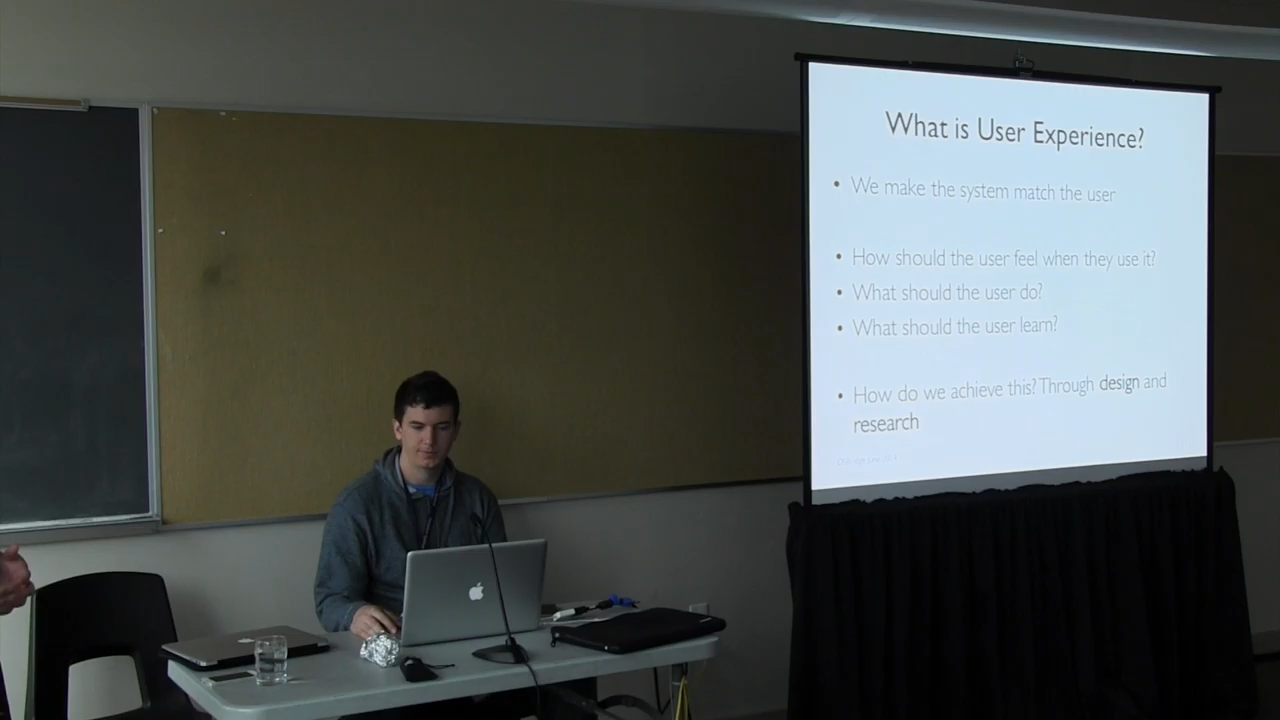 What is User Experience?
• We make the system match the user
• How should the user feel when they use it?
• What should the user do?
• What should the user learn?
• How do we achieve this? Through design and
research